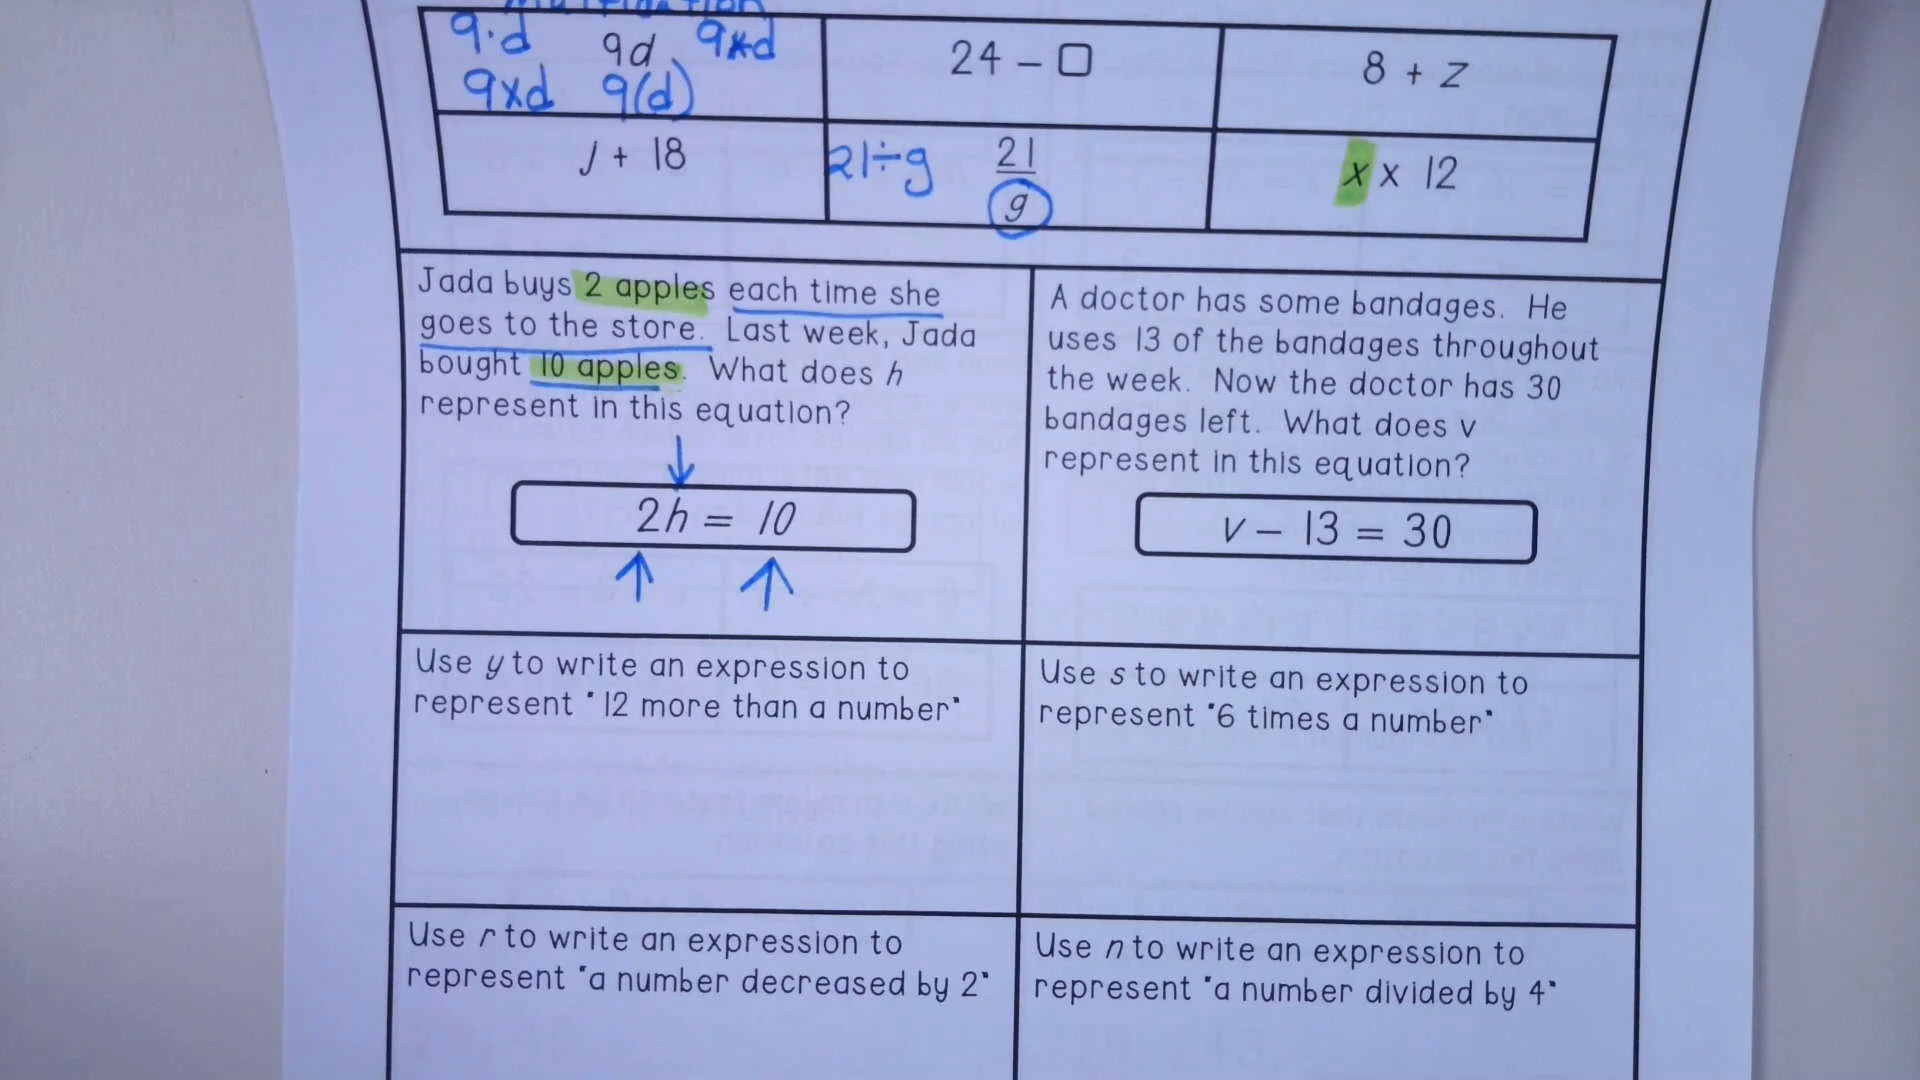 9·d 9d 9*d
9xd 9(d)
24 – □
8 + z
j + 18
21÷g 21
g
x x 12
Jada buys 2 apples each time she
goes to the store. Last week, Jada
bought 10 apples. What does h
represent in this equation?
2h = 10
A doctor has some bandages. He
uses 13 of the bandages throughout
the week. Now the doctor has 30
bandages left. What does v
represent in this equation?
v – 13 = 30
Use y to write an expression to
represent "12 more than a number"
Use s to write an expression to
represent "6 times a number"
Use r to write an expression to
represent "a number decreased by 2"
Use n to write an expression to
represent "a number divided by 4"